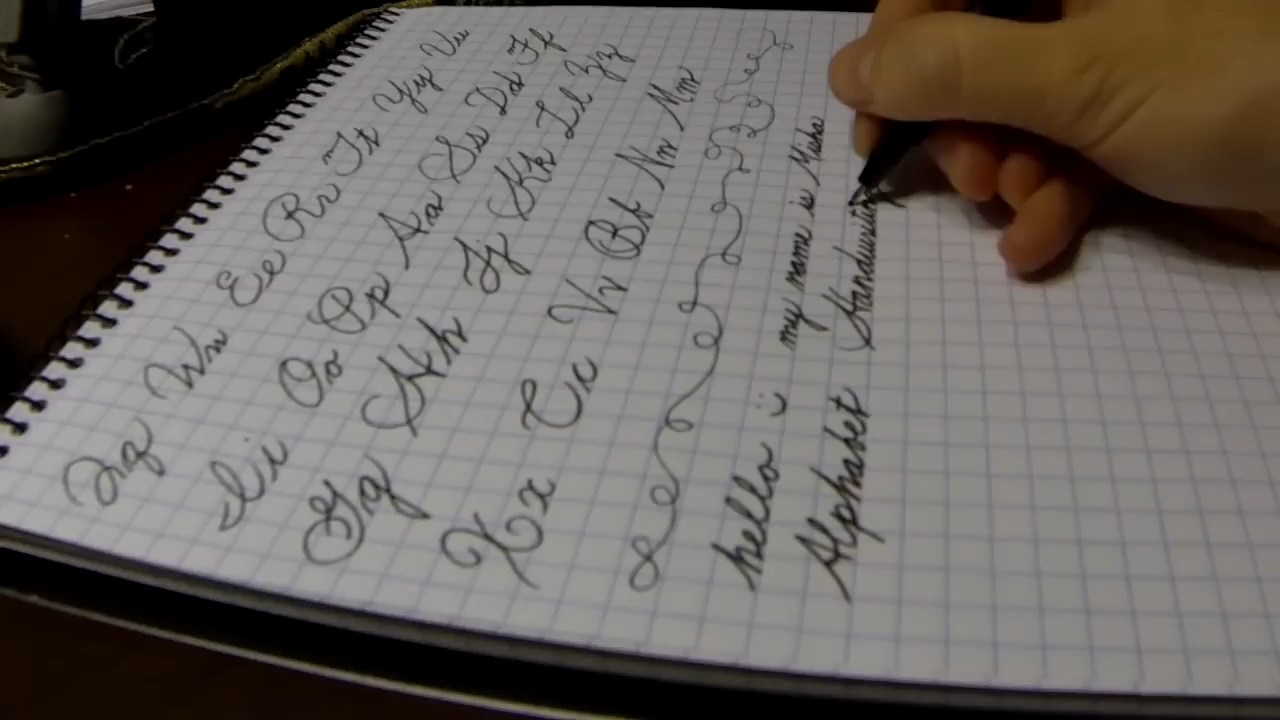 Qq Ww Ee Rr Tt Yy Uu
Ii Oo Pp Aa Ss Dd Ff
Gg Hh Jj Kk Ll Zz
Xx Cc Vv Bb Nn Mm
hello :) my name is Misha
Alphabet Handwriting